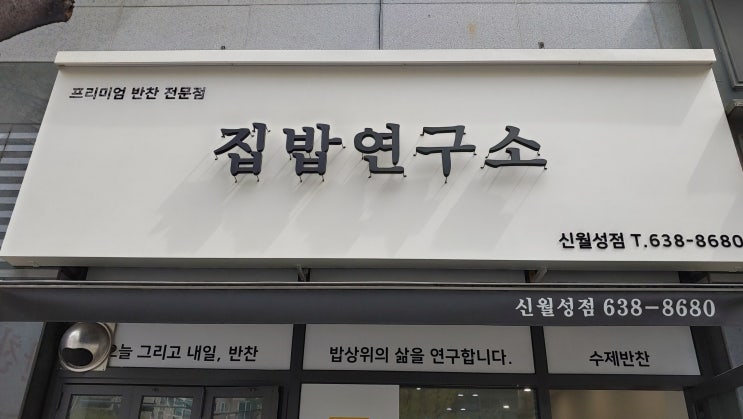 프리미엄 반찬 전문점
집밥연구소
신월성점 T.638-8680
신월성점 638-8680
그리고 내일, 반찬
밥상위의 삶을 연구합니다.
수제반찬